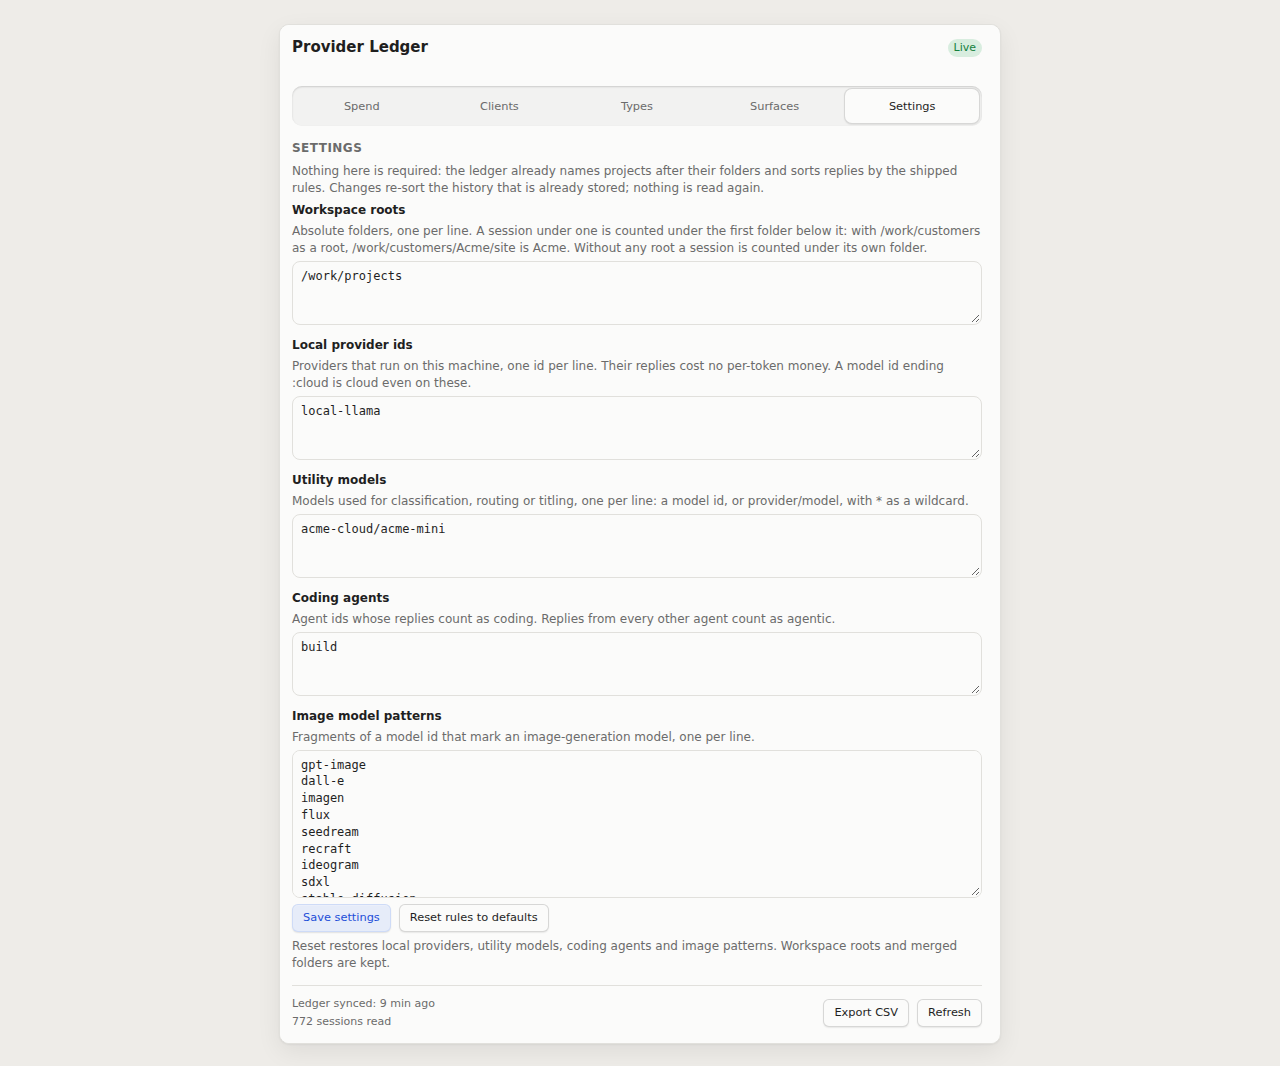 Provider Ledger
Live
Spend
Clients
Types
Surfaces
Settings
SETTINGS
Nothing here is required: the ledger already names projects after their folders and sorts replies by the shipped
rules. Changes re-sort the history that is already stored; nothing is read again.
Workspace roots
Absolute folders, one per line. A session under one is counted under the first folder below it: with /work/customers
as a root, /work/customers/Acme/site is Acme. Without any root a session is counted under its own folder.
/work/projects
Local provider ids
Providers that run on this machine, one id per line. Their replies cost no per-token money. A model id ending
:cloud is cloud even on these.
local-llama
Utility models
Models used for classification, routing or titling, one per line: a model id, or provider/model, with * as a wildcard.
acme-cloud/acme-mini
Coding agents
Agent ids whose replies count as coding. Replies from every other agent count as agentic.
build
Image model patterns
Fragments of a model id that mark an image-generation model, one per line.
gpt-image
dall-e
imagen
flux
seedream
recraft
ideogram
sdxl
Save settings
Reset rules to defaults
Reset restores local providers, utility models, coding agents and image patterns. Workspace roots and merged
folders are kept.
Ledger synced: 9 min ago
772 sessions read
Export CSV
Refresh